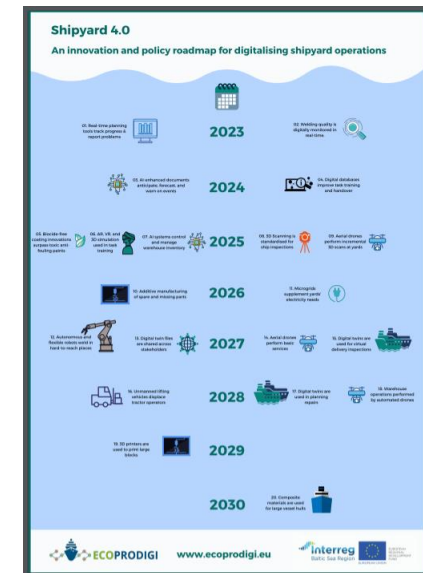 Shipyard 4.0
An innovation and policy roadmap for digitalising shipyard operations
2023
01. Real-time planning
tools track progress &
report problems
02. Welding quality is
digitally monitored in
real-time
2024
03. AI enhanced documents
anticipate, forecast, and
warn on events
04. Digital databases
improve task training
and handover
2025
05. Biocide-free
coating innovations
surpass toxic anti
fouling paints
06. AR, VR, and
3D simulation
used in task
training
07. AI systems control
and manage
warehouse inventory
08. 3D Scanning is
standardised for
ship inspections
09. Aerial drones
perform incremental
3D scans at yards
2026
10. Additive manufacturing
of spare and missing parts
11. Microgrids
supplement yards'
electricity needs
2027
12. Autonomous and
flexible robots weld in
hard-to-reach places
13. Digital twin files
are shared across
stakeholders
14. Aerial drones
perform basic
services
15. Digital twins are
used for virtual
delivery inspections
2028
16. Unmanned lifting
vehicles displace
tractor operators
17. Digital twins are
used in planning
repairs
18. Warehouse
operations performed
by automated drones
2029
19. 3D printers are
used to print large
blocks
2030
20. Composite
materials are used
for large vessel hulls
ECOPRODIGI
www.ecoprodigi.eu
Interreg
Baltic Sea Region
EUROPEAN
REGIONAL
DEVELOPMENT
FUND
EUROPEAN UNION